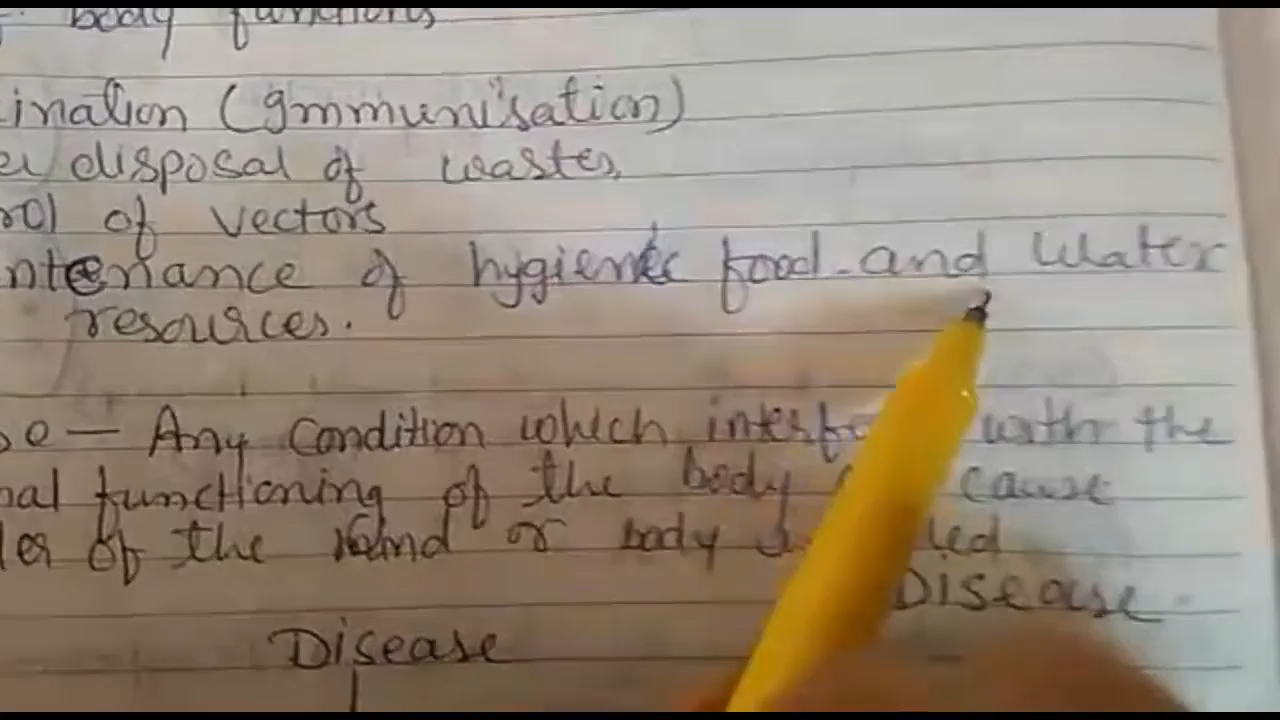 body functions
ination (Immunisation)
er disposal of wastes
rol of vectors
ntenance of hygienic food and water
resources.
e — Any condition which interf with the
nal functioning of the body cause
der of the mind or body led
Disease.
Disease